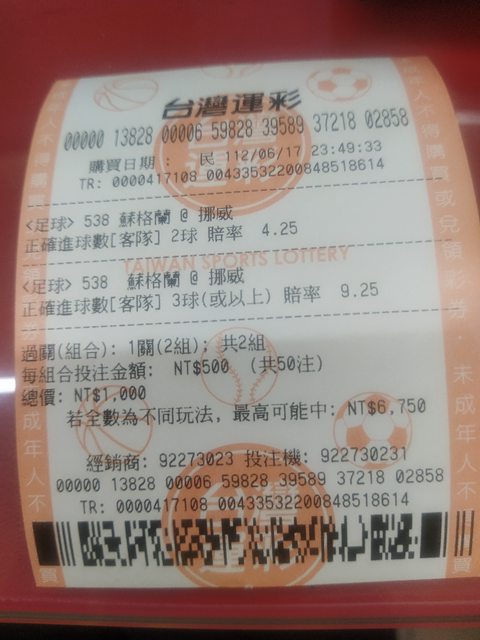 台灣運彩
00000 13828 00006 59828 39589 37218 02858
購買日期： 民 112/06/17 23:49:33
TR: 0000417108 00433532200848518614
<足球> 538 蘇格蘭 @ 挪威
正確進球數[客隊] 2球 賠率 4.25
TAIWAN SPORTS LOTTERY
<足球> 538 蘇格蘭 @ 挪威
正確進球數[客隊] 3球(或以上) 賠率 9.25
過關(組合): 1關(2組); 共2組
每組合投注金額: NT$500 (共50注)
總價: NT$1,000
若全數為不同玩法, 最高可能中: NT$6,750
經銷商: 92273023 投注機: 922730231
00000 13828 00006 59828 39589 37218 02858
TR: 0000417108 00433532200848518614